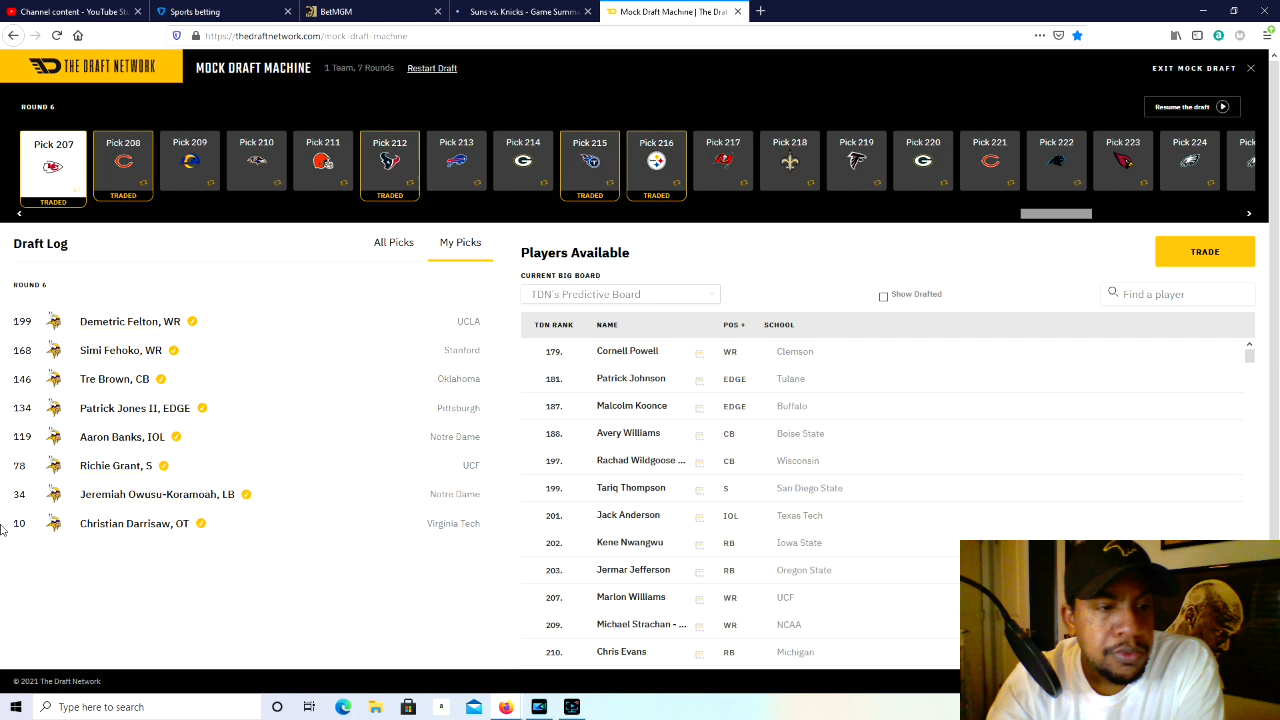 Channel content - YouTube Stu
Sports betting
BetMGM
Suns vs. Knicks - Game Summa
Mock Draft Machine | The Dra
https://thedraftnetwork.com/mock-draft-machine
THE DRAFT NETWORK
MOCK DRAFT MACHINE
1 Team, 7 Rounds
Restart Draft
EXIT MOCK DRAFT
ROUND 6
Resume the draft
Pick 207
Pick 208
Pick 209
Pick 210
Pick 211
Pick 212
Pick 213
Pick 214
Pick 215
Pick 216
Pick 217
Pick 218
Pick 219
Pick 220
Pick 221
Pick 222
Pick 223
Pick 224
TRADED
TRADED
TRADED
TRADED
TRADED
Draft Log
All Picks
My Picks
ROUND 6
199 Demetric Felton, WR UCLA
168 Simi Fehoko, WR Stanford
146 Tre Brown, CB Oklahoma
134 Patrick Jones II, EDGE Pittsburgh
119 Aaron Banks, IOL Notre Dame
78 Richie Grant, S UCF
34 Jeremiah Owusu-Koramoah, LB Notre Dame
10 Christian Darrisaw, OT Virginia Tech
Players Available
TRADE
CURRENT BIG BOARD
TDN's Predictive Board
Show Drafted
Find a player
TDN RANK NAME POS + SCHOOL
179. Cornell Powell WR Clemson
181. Patrick Johnson EDGE Tulane
187. Malcolm Koonce EDGE Buffalo
188. Avery Williams CB Boise State
197. Rachad Wildgoose ... CB Wisconsin
199. Tariq Thompson S San Diego State
201. Jack Anderson IOL Texas Tech
202. Kene Nwangwu RB Iowa State
203. Jermar Jefferson RB Oregon State
207. Marlon Williams WR UCF
209. Michael Strachan - ... WR NCAA
210. Chris Evans RB Michigan
© 2021 The Draft Network
Type here to search